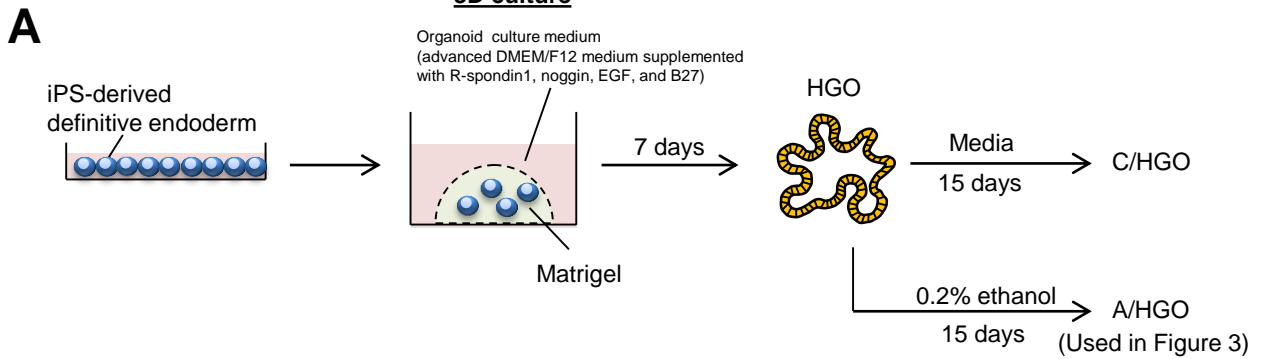 A
3D culture
Organoid culture medium
(advanced DMEM/F12 medium supplemented
with R-spondin1, noggin, EGF, and B27)
iPS-derived
definitive endoderm
HGO
7 days
Media
15 days
C/HGO
Matrigel
0.2% ethanol
15 days
A/HGO
(Used in Figure 3)